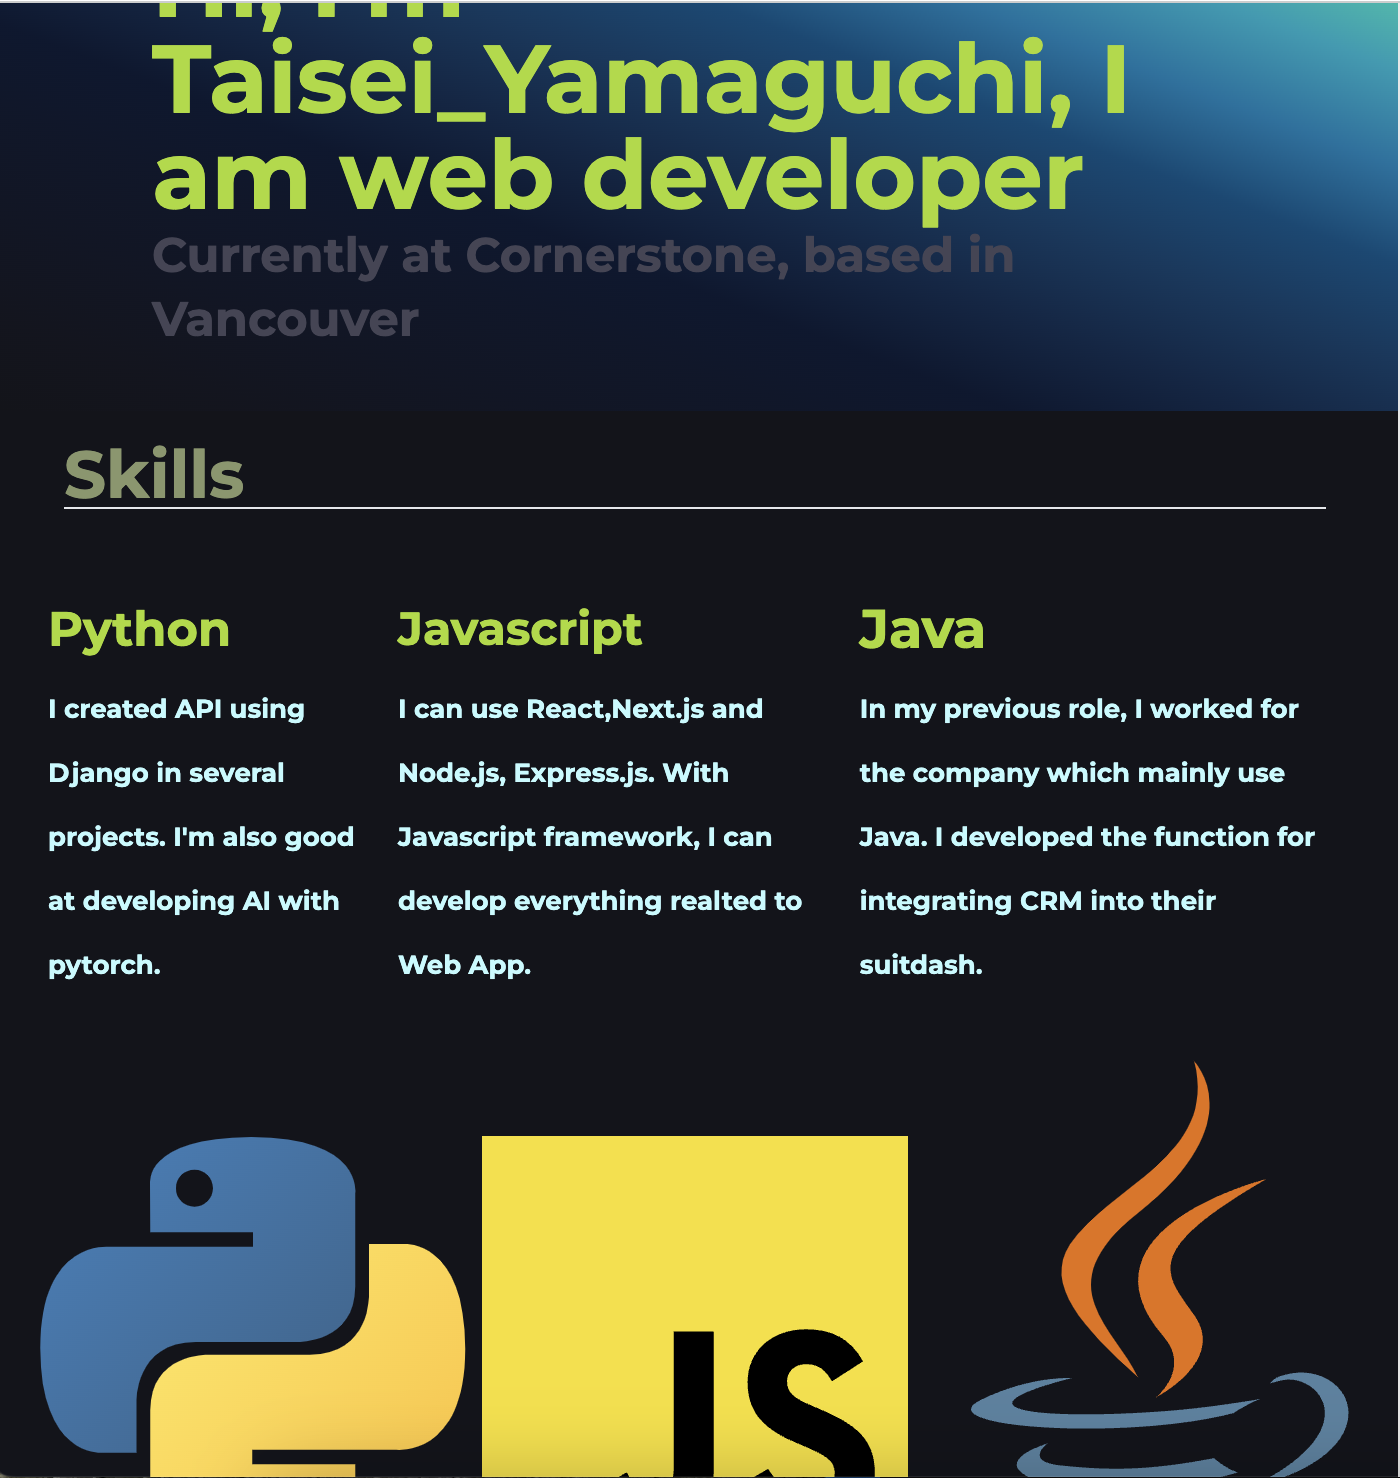 Taisei_Yamaguchi, I
am web developer
Currently at Cornerstone, based in
Vancouver
Skills
Python
I created API using
Django in several
projects. I'm also good
at developing AI with
pytorch.
Javascript
I can use React,Next.js and
Node.js, Express.js. With
Javascript framework, I can
develop everything realted to
Web App.
Java
In my previous role, I worked for
the company which mainly use
Java. I developed the function for
integrating CRM into their
suitdash.
JS